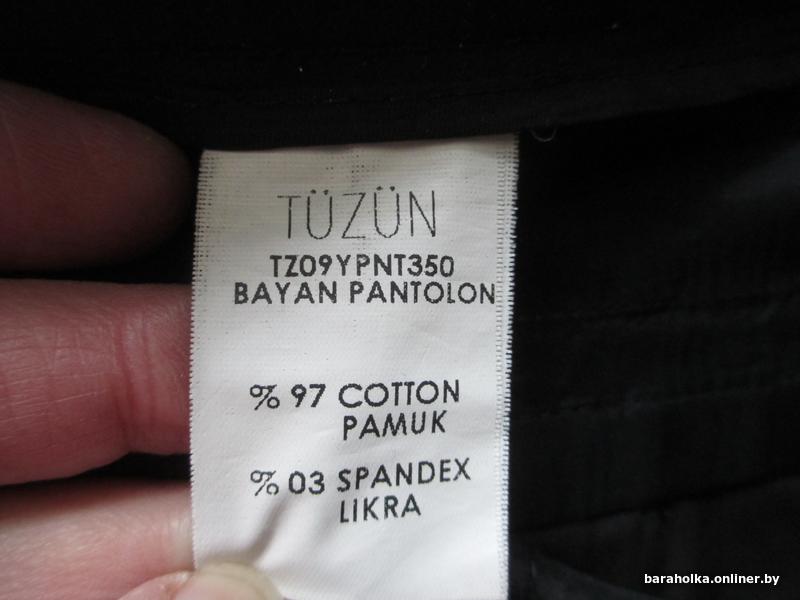 TÜZÜN
TZ09YPNT350
BAYAN PANTOLON
% 97 COTTON
PAMUK
% 03 SPANDEX
LIKRA
baraholka.onliner.by